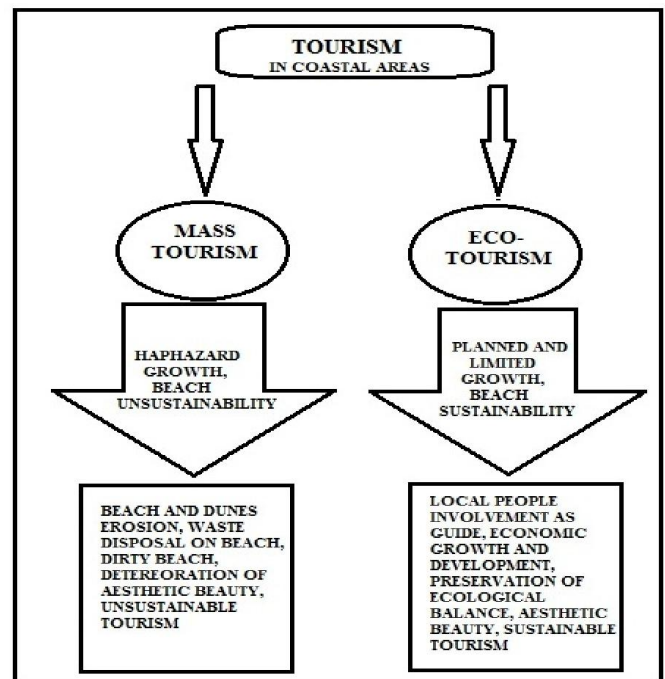 TOURISM
IN COASTAL AREAS
MASS
TOURISM
ECO-
TOURISM
HAPHAZARD
GROWTH,
BEACH
UNSUSTAINABILITY
PLANNED AND
LIMITED
GROWTH,
BEACH
SUSTAINABILITY
BEACH AND DUNES
EROSION, WASTE
DISPOSAL ON BEACH,
DIRTY BEACH,
DETEREORATION OF
AESTHETIC BEAUTY,
UNSUSTAINABLE
TOURISM
LOCAL PEOPLE
INVOLVEMENT AS
GUIDE, ECONOMIC
GROWTH AND
DEVELOPMENT,
PRESERVATION OF
ECOLOGICAL
BALANCE, AESTHETIC
BEAUTY, SUSTAINABLE
TOURISM